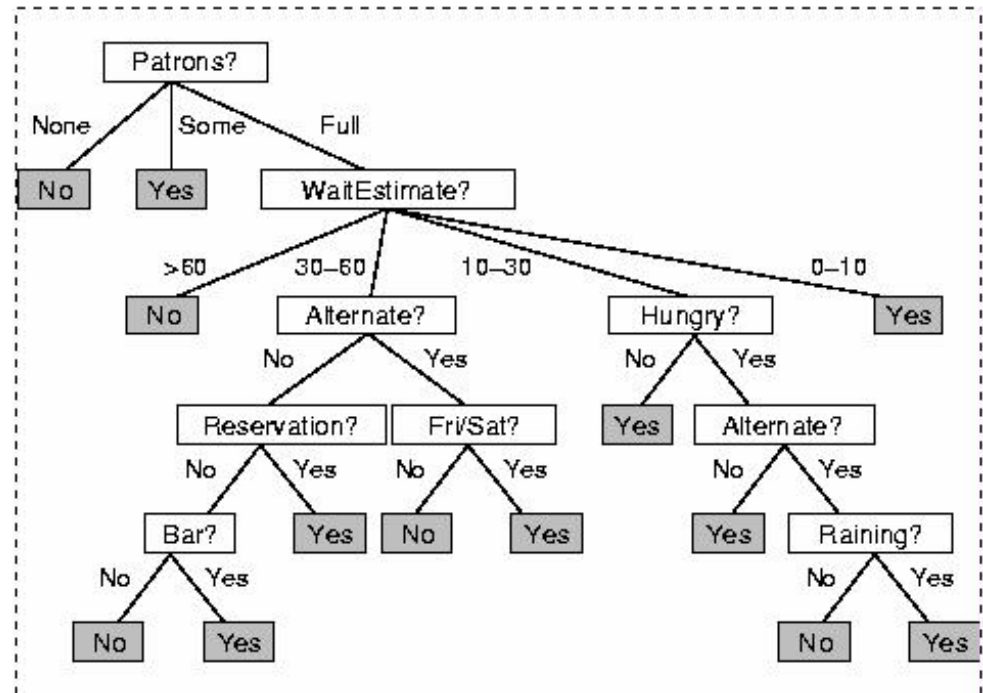 Patrons?
None Some Full
No Yes WaitEstimate?
>60 30–60 10–30 0–10
No Alternate? Hungry? Yes
No Yes No Yes
Reservation? Fri/Sat? Yes Alternate?
No Yes No Yes No Yes
Bar? Yes No Yes Yes Raining?
No Yes No Yes
No Yes No Yes